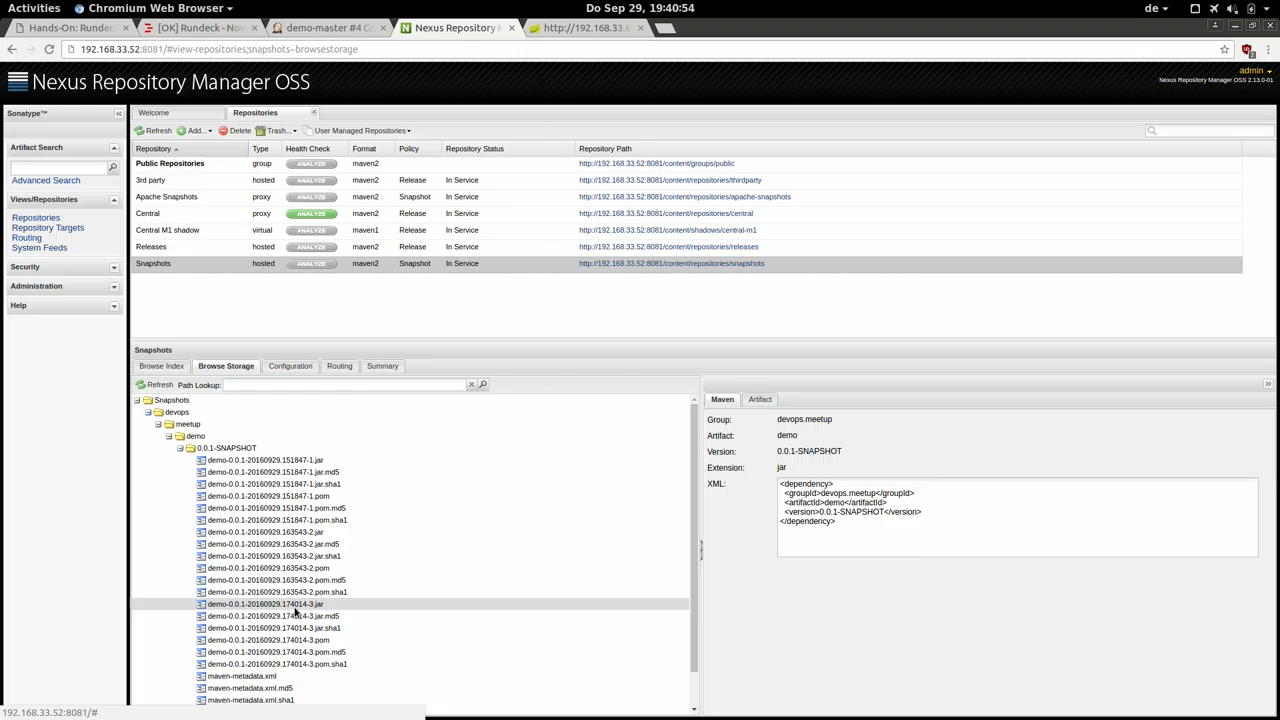 Activities
Chromium Web Browser
Do Sep 29, 19:40:54
de
Hands-On: Rundec
[OK] Rundeck - Nov
demo-master #4 Co
Nexus Repository M
http://192.168.33.5
192.168.33.52:8081/#view-repositories;snapshots~browsestorage
2
Nexus Repository Manager OSS
admin
Nexus Repository Manager OSS 2.13.0-01
Sonatype™
Artifact Search
Advanced Search
Views/Repositories
Repositories
Repository Targets
Routing
System Feeds
Security
Administration
Help
Welcome
Repositories
Refresh Add... Delete Trash... User Managed Repositories
Repository Type Health Check Format Policy Repository Status Repository Path
Public Repositories group ANALYZE maven2 http://192.168.33.52:8081/content/groups/public
3rd party hosted ANALYZE maven2 Release In Service http://192.168.33.52:8081/content/repositories/thirdparty
Apache Snapshots proxy ANALYZE maven2 Snapshot In Service http://192.168.33.52:8081/content/repositories/apache-snapshots
Central proxy ANALYZE maven2 Release In Service http://192.168.33.52:8081/content/repositories/central
Central M1 shadow virtual ANALYZE maven1 Release In Service http://192.168.33.52:8081/content/shadows/central-m1
Releases hosted ANALYZE maven2 Release In Service http://192.168.33.52:8081/content/repositories/releases
Snapshots hosted ANALYZE maven2 Snapshot In Service http://192.168.33.52:8081/content/repositories/snapshots
Snapshots
Browse Index Browse Storage Configuration Routing Summary
Refresh Path Lookup:
Snapshots
devops
meetup
demo
0.0.1-SNAPSHOT
demo-0.0.1-20160929.151847-1.jar
demo-0.0.1-20160929.151847-1.jar.md5
demo-0.0.1-20160929.151847-1.jar.sha1
demo-0.0.1-20160929.151847-1.pom
demo-0.0.1-20160929.151847-1.pom.md5
demo-0.0.1-20160929.151847-1.pom.sha1
demo-0.0.1-20160929.163543-2.jar
demo-0.0.1-20160929.163543-2.jar.md5
demo-0.0.1-20160929.163543-2.jar.sha1
demo-0.0.1-20160929.163543-2.pom
demo-0.0.1-20160929.163543-2.pom.md5
demo-0.0.1-20160929.163543-2.pom.sha1
demo-0.0.1-20160929.174014-3.jar
demo-0.0.1-20160929.174014-3.jar.md5
demo-0.0.1-20160929.174014-3.jar.sha1
demo-0.0.1-20160929.174014-3.pom
demo-0.0.1-20160929.174014-3.pom.md5
demo-0.0.1-20160929.174014-3.pom.sha1
maven-metadata.xml
maven-metadata.xml.md5
maven-metadata.xml.sha1
Maven Artifact
Group: devops.meetup
Artifact: demo
Version: 0.0.1-SNAPSHOT
Extension: jar
XML:
<dependency>
<groupId>devops.meetup</groupId>
<artifactId>demo</artifactId>
<version>0.0.1-SNAPSHOT</version>
</dependency>
192.168.33.52:8081/#